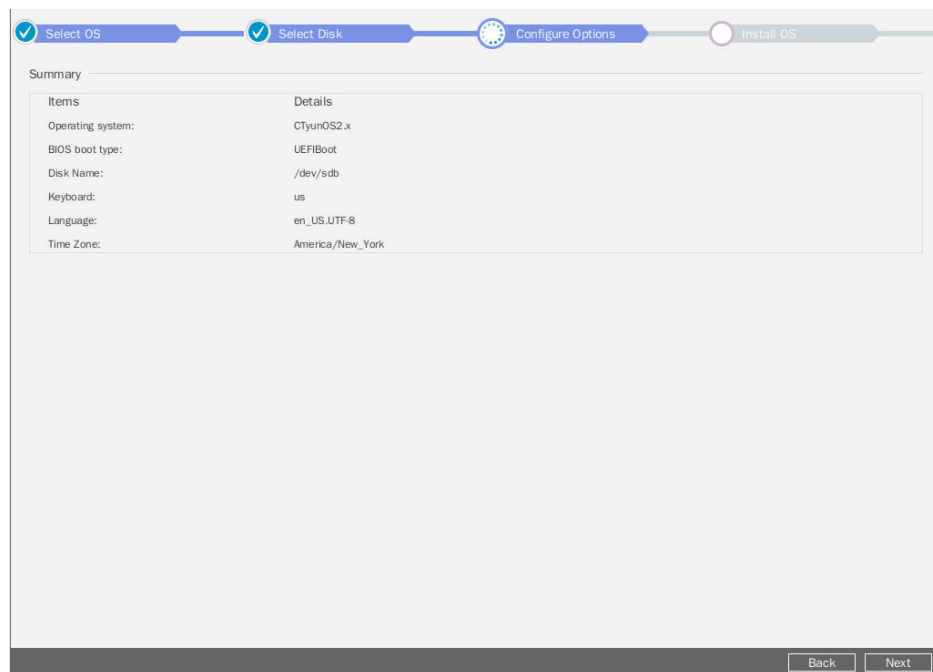 Select OS Select Disk Configure Options Install OS
Summary
Items Details
Operating system: CTyunOS2.x
BIOS boot type: UEFIBoot
Disk Name: /dev/sdb
Keyboard: us
Language: en_US.UTF-8
Time Zone: America/New_York
Back Next